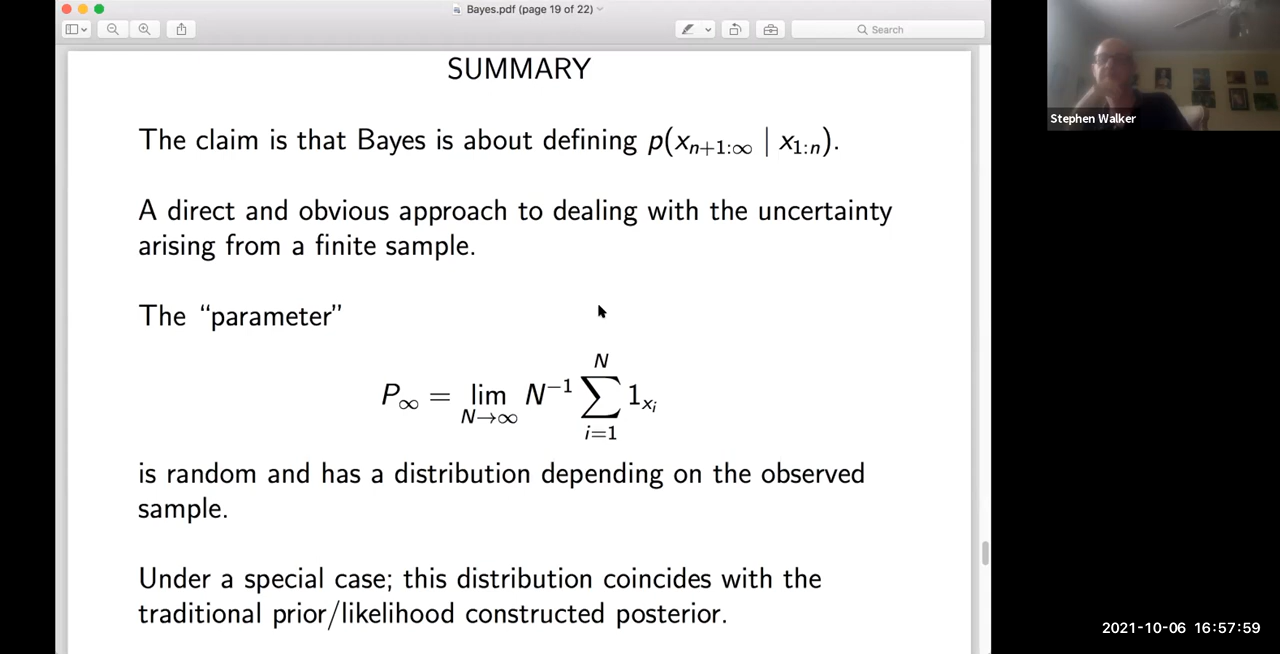 Bayes.pdf (page 19 of 22)
Search
SUMMARY
The claim is that Bayes is about defining p(xₙ₊₁:∞ | x₁:ₙ).
A direct and obvious approach to dealing with the uncertainty
arising from a finite sample.
The “parameter”
P∞ = lim N→∞ N⁻¹ ∑ᵢ₌₁ᴺ 1ₓᵢ
is random and has a distribution depending on the observed
sample.
Under a special case; this distribution coincides with the
traditional prior/likelihood constructed posterior.
Stephen Walker
2021-10-06 16:57:59